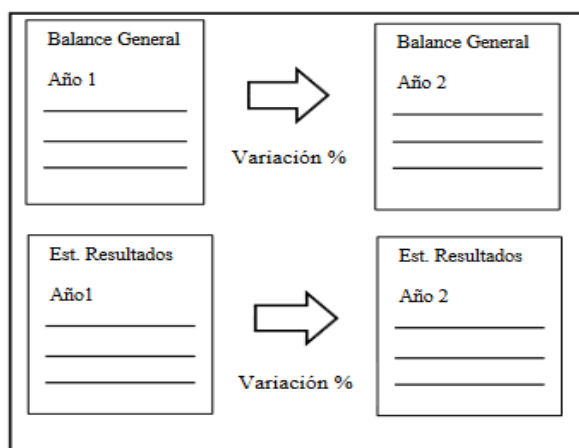 Balance General
Año 1
Variación %
Balance General
Año 2
Est. Resultados
Año1
Variación %
Est. Resultados
Año 2